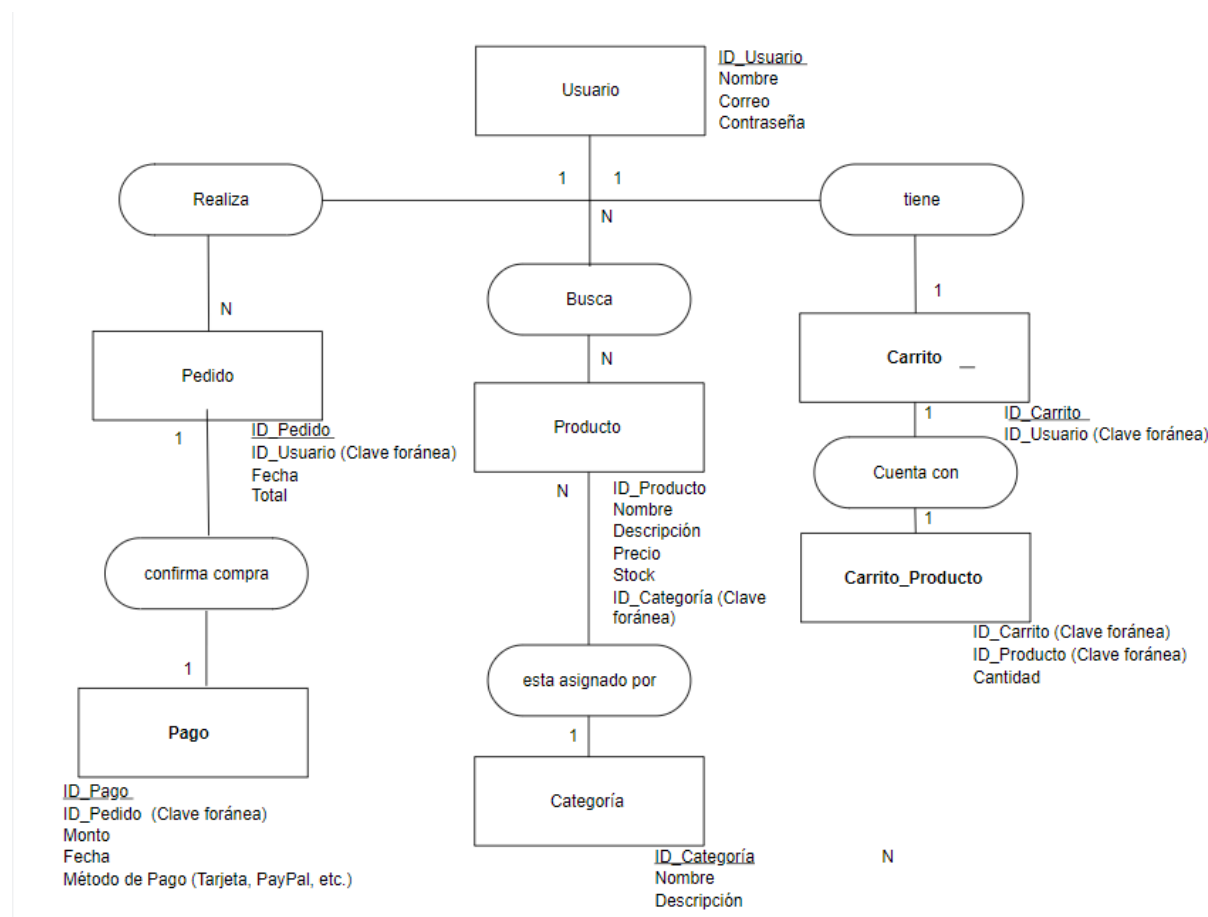 Usuario
ID_Usuario
Nombre
Correo
Contraseña
1
1
Realiza
tiene
N
Busca
1
N
N
Carrito _
Pedido
Producto
1
ID_Carrito
ID_Usuario (Clave foránea)
1
ID_Pedido
ID_Usuario (Clave foránea)
Fecha
Total
Cuenta con
N
ID_Producto
Nombre
Descripción
Precio
Stock
ID_Categoría (Clave
foránea)
1
confirma compra
Carrito_Producto
ID_Carrito (Clave foránea)
ID_Producto (Clave foránea)
Cantidad
1
esta asignado por
Pago
1
ID_Pago
ID_Pedido (Clave foránea)
Monto
Fecha
Método de Pago (Tarjeta, PayPal, etc.)
Categoría
ID_Categoría
Nombre
Descripción
N